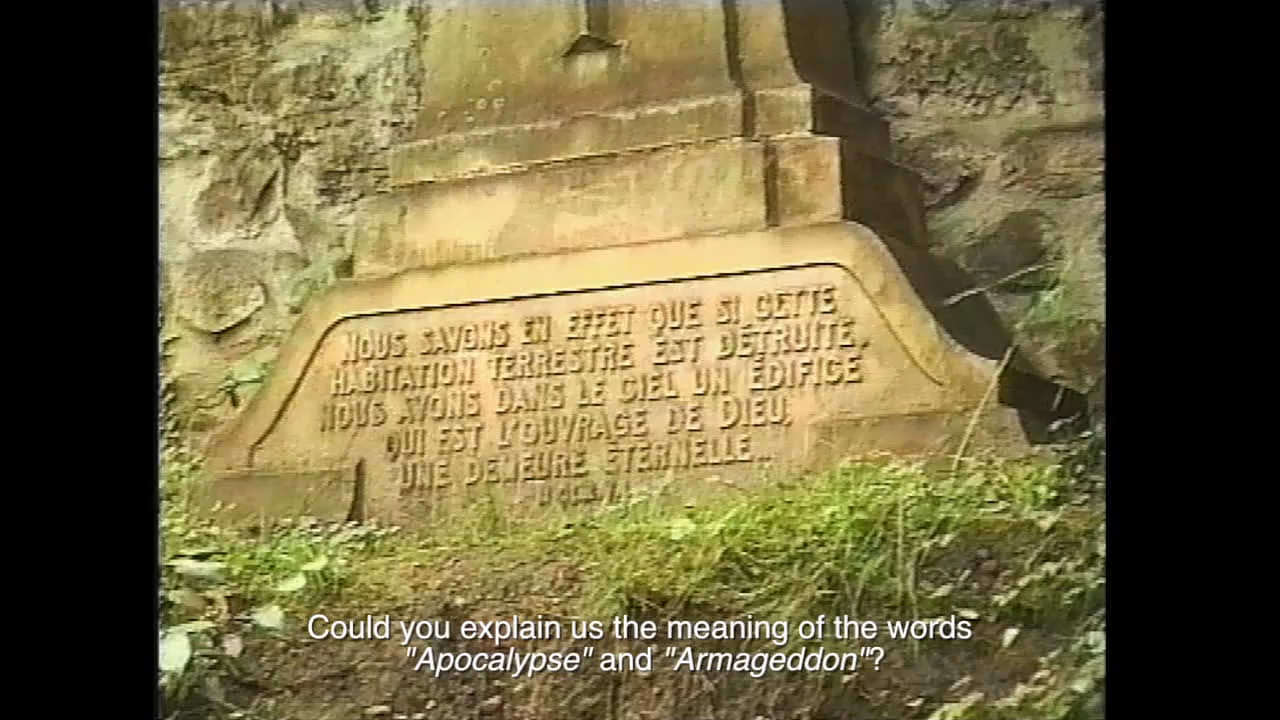 NOUS SAVONS EN EFFET QUE SI CETTE
HABITATION TERRESTRE EST DÉTRUITE,
NOUS AVONS DANS LE CIEL UN ÉDIFICE
QUI EST L'OUVRAGE DE DIEU,
UNE DEMEURE ETERNELLE...
Could you explain us the meaning of the words
"Apocalypse" and "Armageddon"?